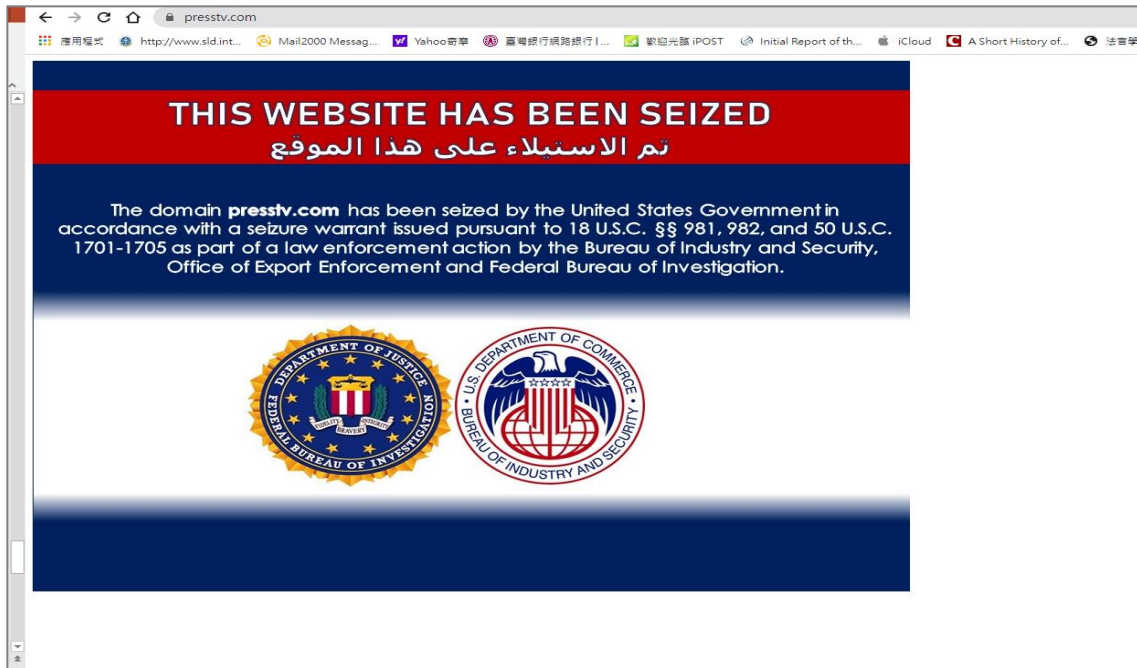 presstv.com
應用程式 http://www.sld.int... Mail2000 Messag... Yahoo奇摩 臺灣銀行網路銀行 | ... 歡迎光臨 iPOST Initial Report of th... iCloud A Short History of... 法言學
THIS WEBSITE HAS BEEN SEIZED
تم الاستيلاء على هذا الموقع
The domain presstv.com has been seized by the United States Government in
accordance with a seizure warrant issued pursuant to 18 U.S.C. §§ 981, 982, and 50 U.S.C.
1701-1705 as part of a law enforcement action by the Bureau of Industry and Security,
Office of Export Enforcement and Federal Bureau of Investigation.
DEPARTMENT OF JUSTICE
FIDELITY BRAVERY INTEGRITY
FEDERAL BUREAU OF INVESTIGATION
U.S. DEPARTMENT OF COMMERCE
BUREAU OF INDUSTRY AND SECURITY